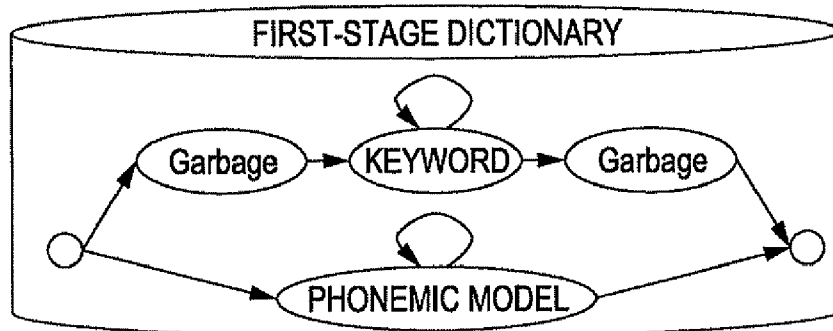 FIRST-STAGE DICTIONARY
Garbage KEYWORD Garbage
PHONEMIC MODEL